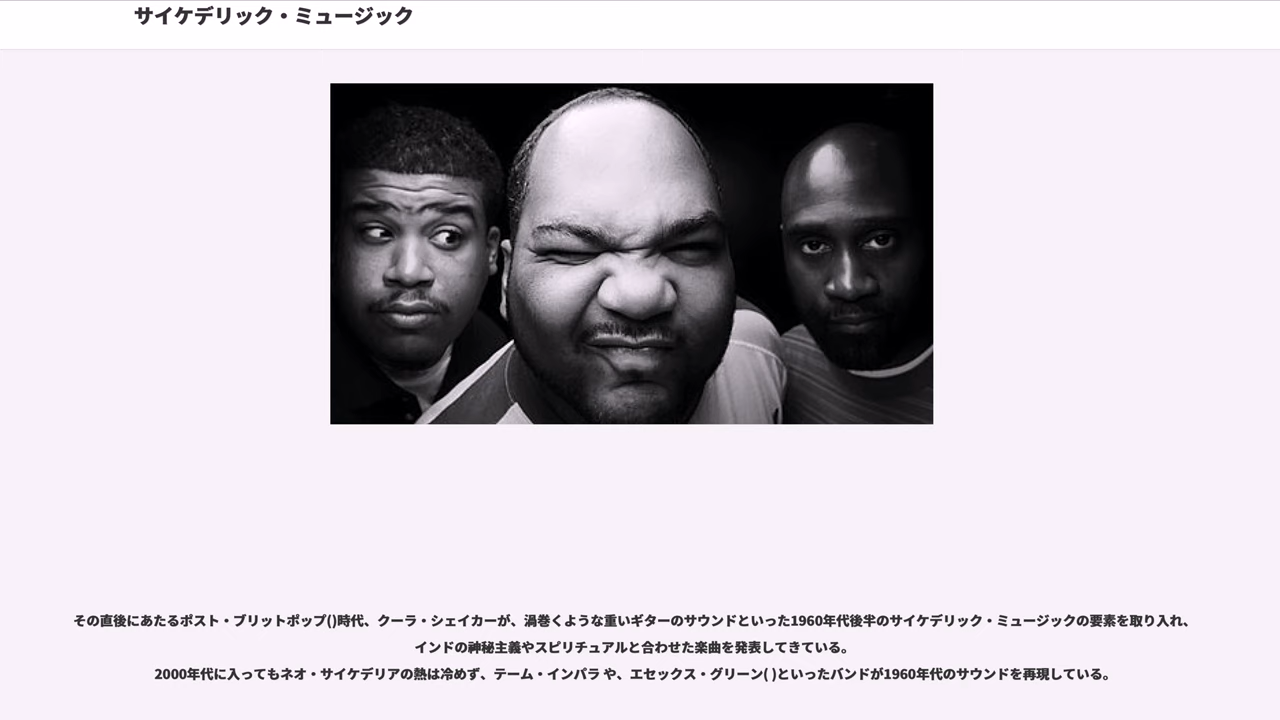 サイケデリック・ミュージック
その直後にあたるポスト・ブリットポップ()時代、クーラ・シェイカーが、渦巻くような重いギターのサウンドといった1960年代後半のサイケデリック・ミュージックの要素を取り入れ、
インドの神秘主義やスピリチュアルと合わせた楽曲を発表してきている。
2000年代に入ってもネオ・サイケデリアの熱は冷めず、テーム・インパラ や、エセックス・グリーン( )といったバンドが1960年代のサウンドを再現している。